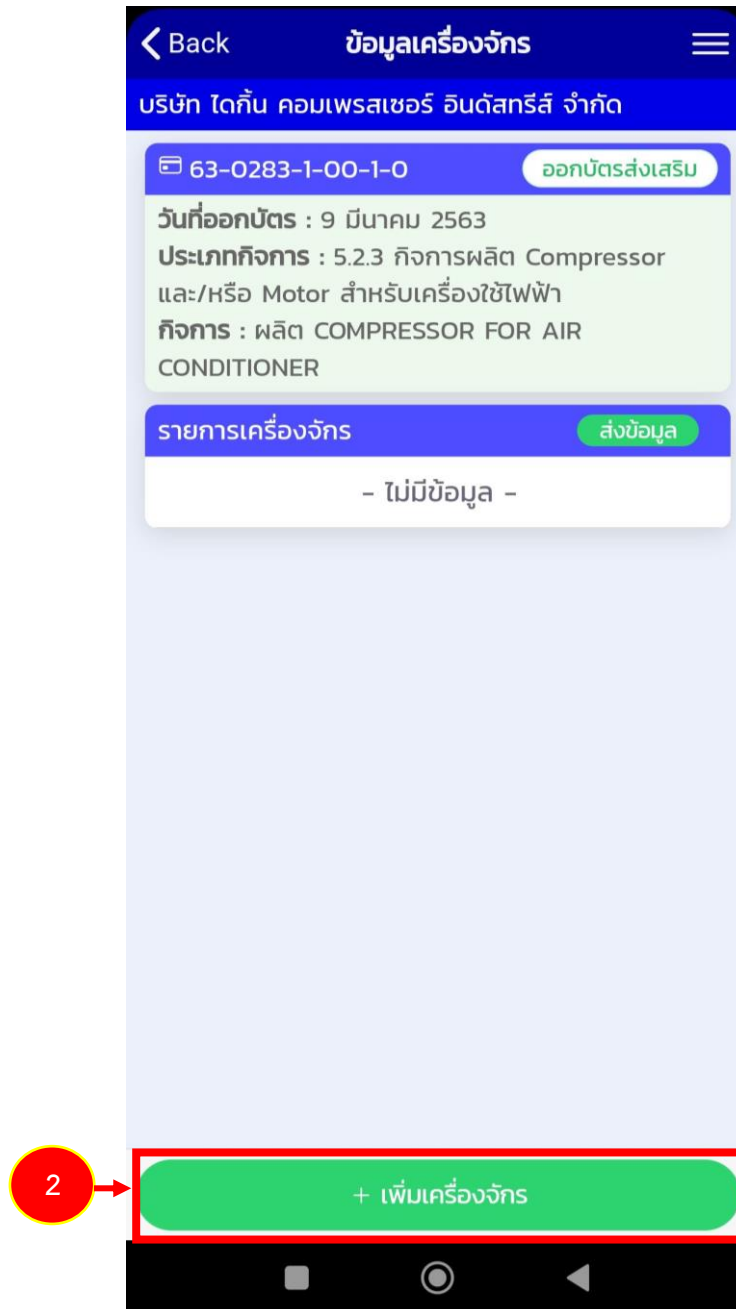 Back ข้อมูลเครื่องจักร
บริษัท ไดกิ้น คอมเพรสเซอร์ อินดัสทรีส์ จำกัด
63-0283-1-00-1-0 ออกบัตรส่งเสริม
วันที่ออกบัตร : 9 มีนาคม 2563
ประเภทกิจการ : 5.2.3 กิจการผลิต Compressor
และ/หรือ Motor สำหรับเครื่องใช้ไฟฟ้า
กิจการ : ผลิต COMPRESSOR FOR AIR
CONDITIONER
รายการเครื่องจักร ส่งข้อมูล
- ไม่มีข้อมูล -
2
+ เพิ่มเครื่องจักร